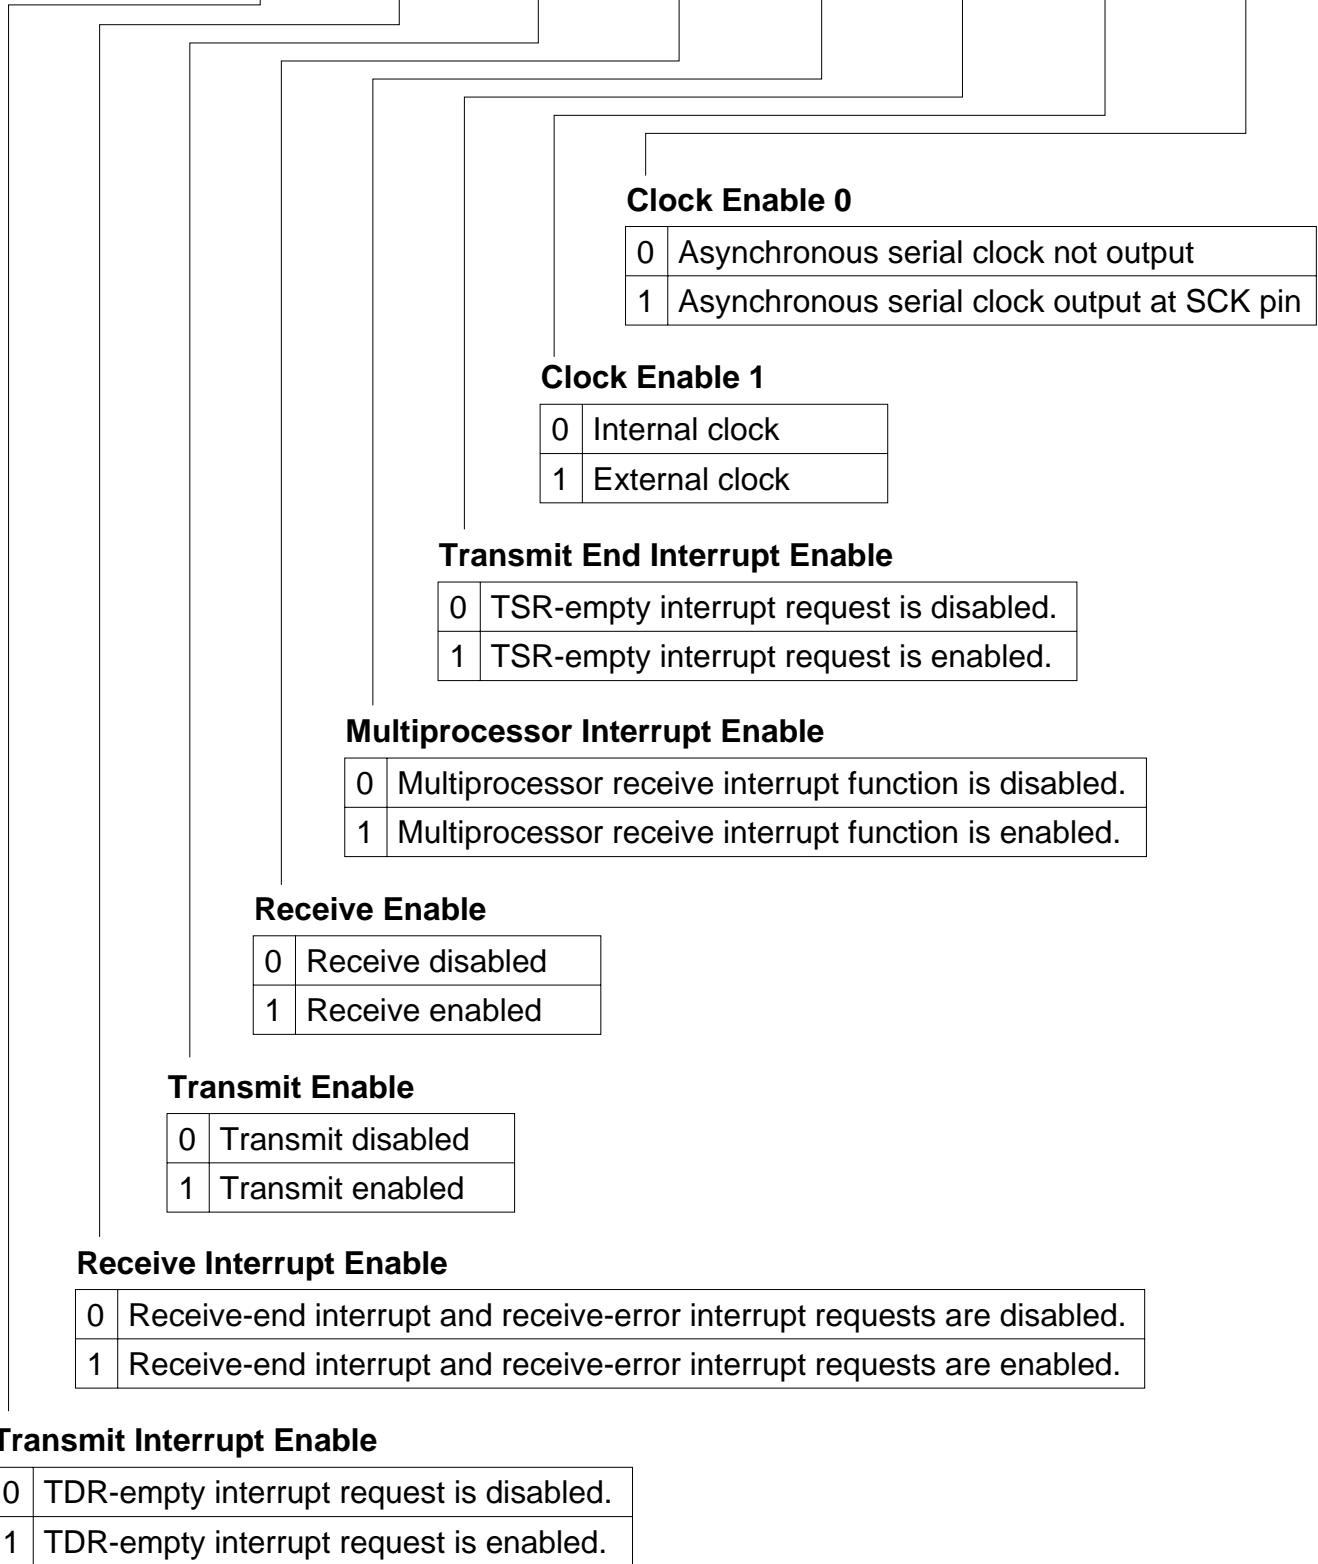 Clock Enable 0
0 Asynchronous serial clock not output
1 Asynchronous serial clock output at SCK pin
Clock Enable 1
0 Internal clock
1 External clock
Transmit End Interrupt Enable
0 TSR-empty interrupt request is disabled.
1 TSR-empty interrupt request is enabled.
Multiprocessor Interrupt Enable
0 Multiprocessor receive interrupt function is disabled.
1 Multiprocessor receive interrupt function is enabled.
Receive Enable
0 Receive disabled
1 Receive enabled
Transmit Enable
0 Transmit disabled
1 Transmit enabled
Receive Interrupt Enable
0 Receive-end interrupt and receive-error interrupt requests are disabled.
1 Receive-end interrupt and receive-error interrupt requests are enabled.
Transmit Interrupt Enable
0 TDR-empty interrupt request is disabled.
1 TDR-empty interrupt request is enabled.